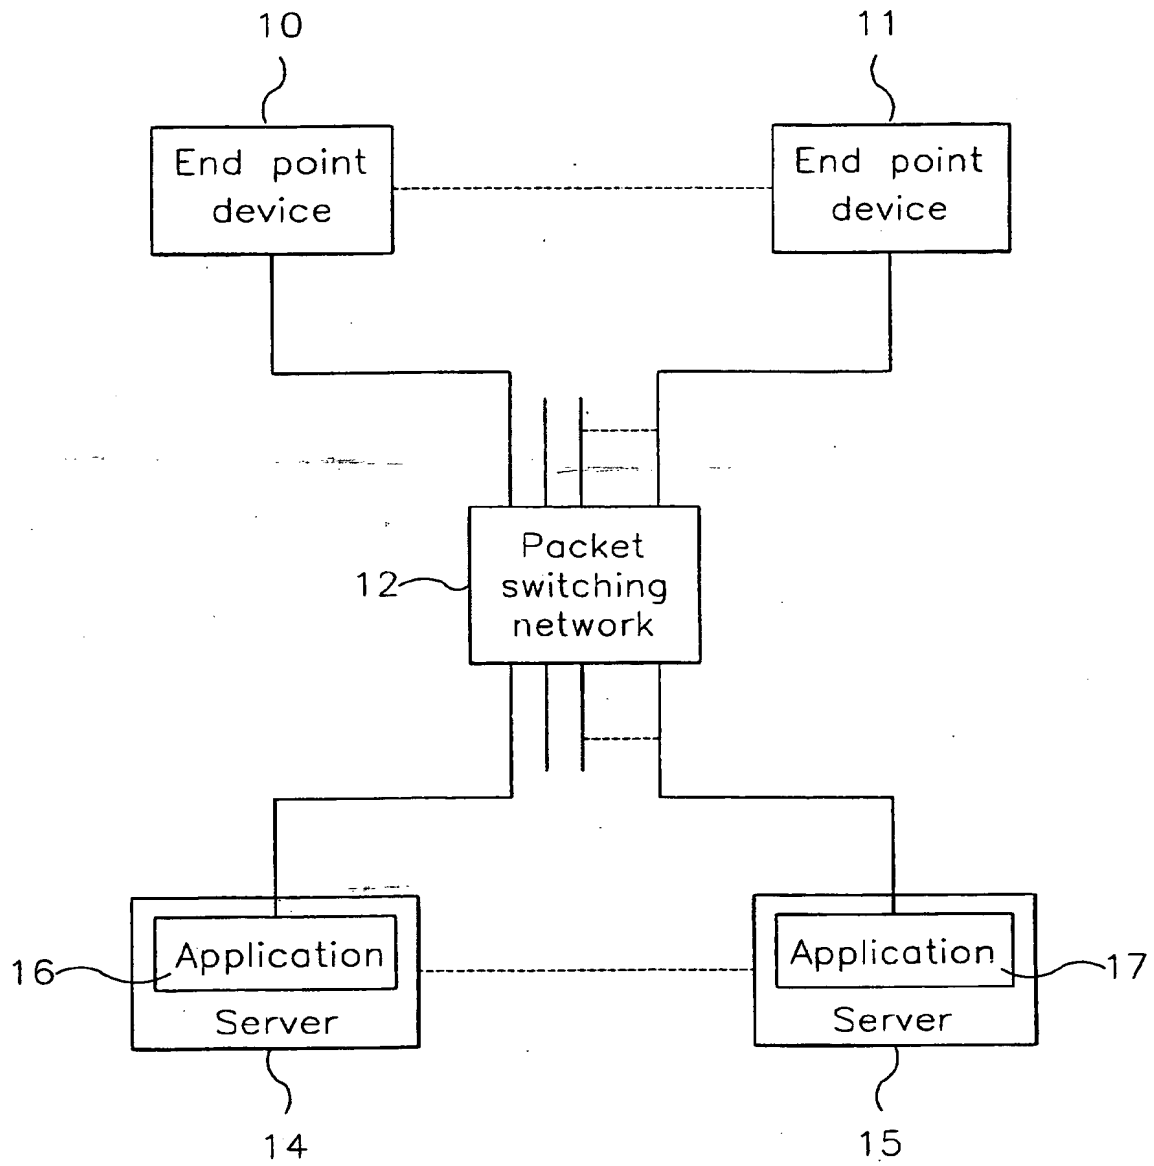 10
11
End point
device
End point
device
12
Packet
switching
network
16
Application
Server
Application
17
Server
14
15